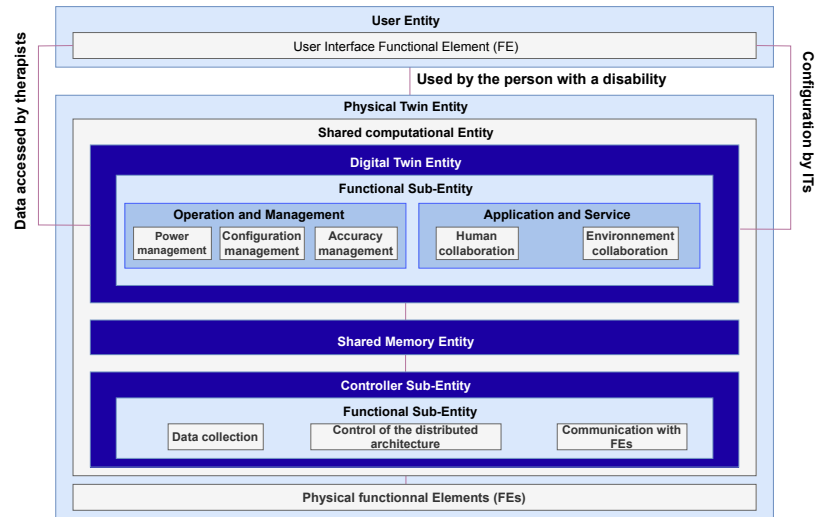 User Entity
User Interface Functional Element (FE)
Data accessed by therapists
Configuration by ITs
Used by the person with a disability
Physical Twin Entity
Shared computational Entity
Digital Twin Entity
Functional Sub-Entity
Operation and Management
Power
management
Configuration
management
Accuracy
management
Application and Service
Human
collaboration
Environnement
collaboration
Shared Memory Entity
Controller Sub-Entity
Functional Sub-Entity
Data collection
Control of the distributed
architecture
Communication with
FEs
Physical functionnal Elements (FEs)